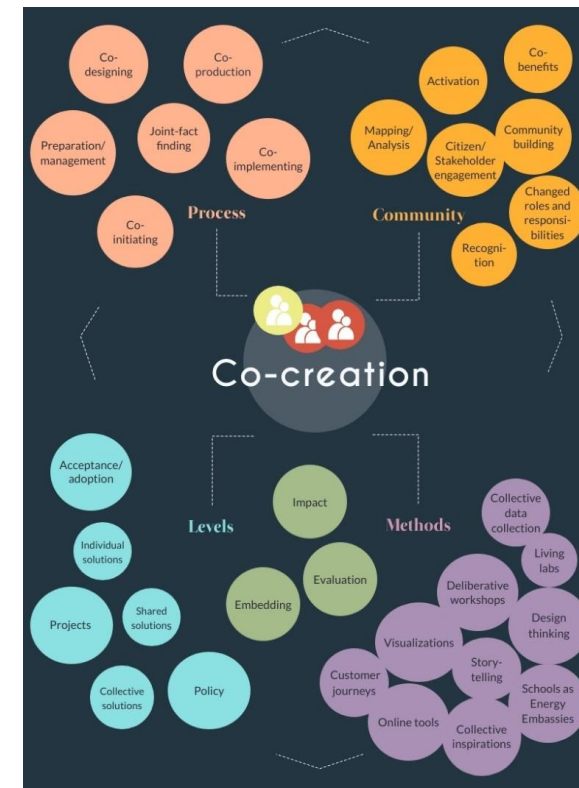 Co-
designing
Co-
production
Preparation/
management
Joint-fact
finding
Co-
implementing
Co-
initiating
Process
Co-
benefits
Activation
Mapping/
Analysis
Citizen/
Stakeholder
engagement
Community
building
Changed
roles and
responsi-
bilities
Recogni-
tion
Community
Co-creation
Levels
Acceptance/
adoption
Individual
solutions
Projects
Shared
solutions
Collective
solutions
Policy
Impact
Evaluation
Embedding
Methods
Collective
data
collection
Living
labs
Deliberative
workshops
Design
thinking
Visualizations
Story-
telling
Customer
journeys
Schools as
Energy
Embassies
Online tools
Collective
inspirations